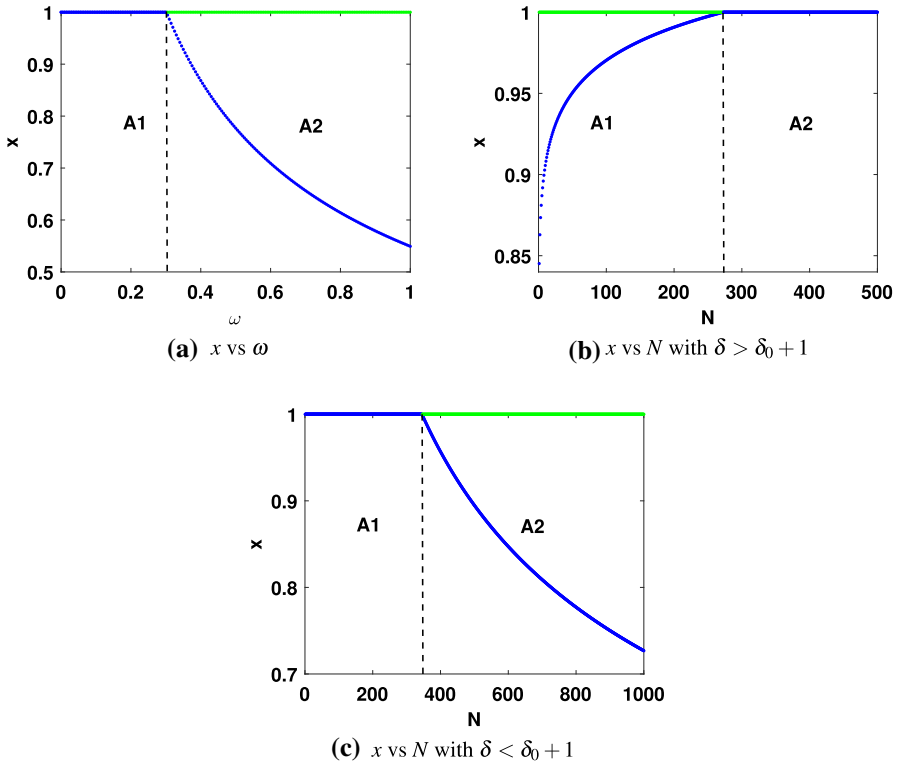 1
0.9
0.8
0.7
0.6
0.5
x
A1
A2
0 0.2 0.4 0.6 0.8 1
ω
(a) x vs ω
1
0.95
0.9
0.85
x
A1
A2
0 100 200 300 400 500
N
(b) x vs N with δ > δ₀ + 1
1
0.9
0.8
0.7
x
A1
A2
0 200 400 600 800 1000
N
(c) x vs N with δ < δ₀ + 1